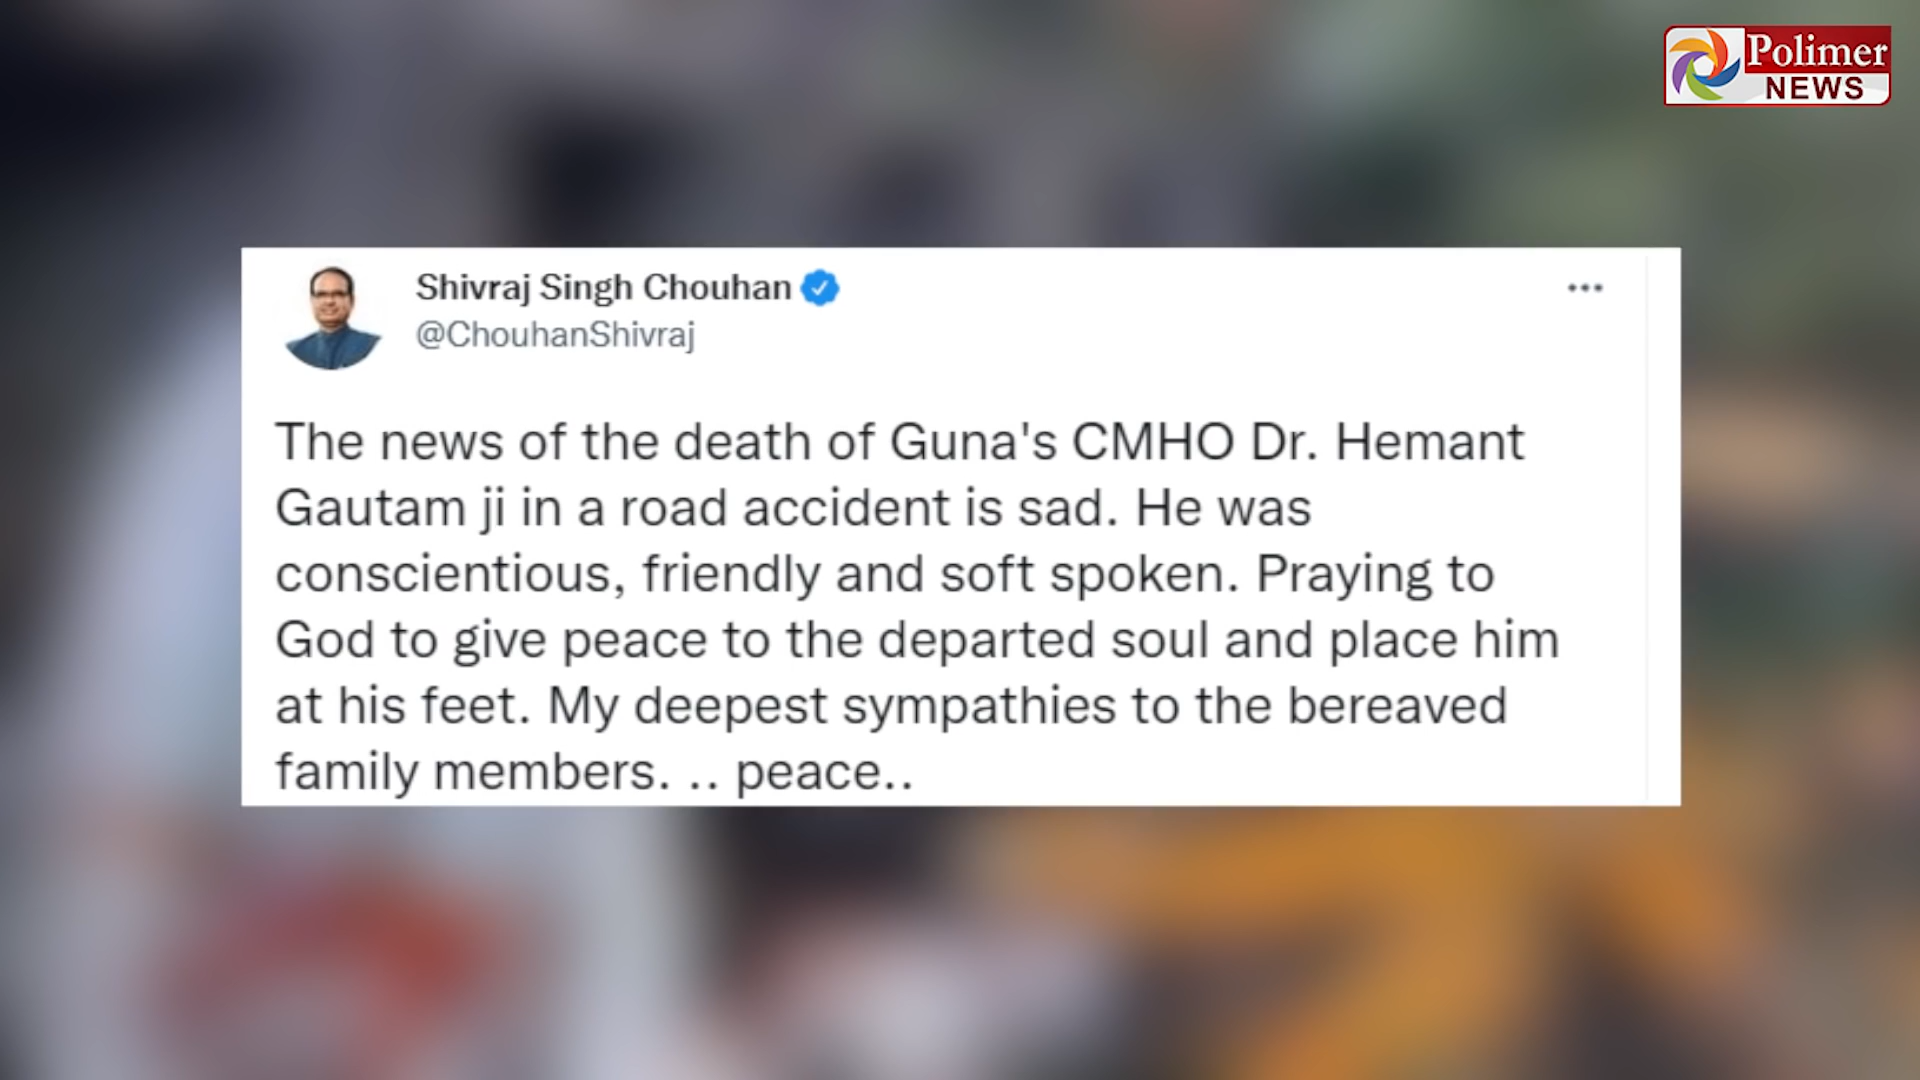 Polimer
NEWS
Shivraj Singh Chouhan
@ChouhanShivraj
The news of the death of Guna's CMHO Dr. Hemant
Gautam ji in a road accident is sad. He was
conscientious, friendly and soft spoken. Praying to
God to give peace to the departed soul and place him
at his feet. My deepest sympathies to the bereaved
family members. .. peace..